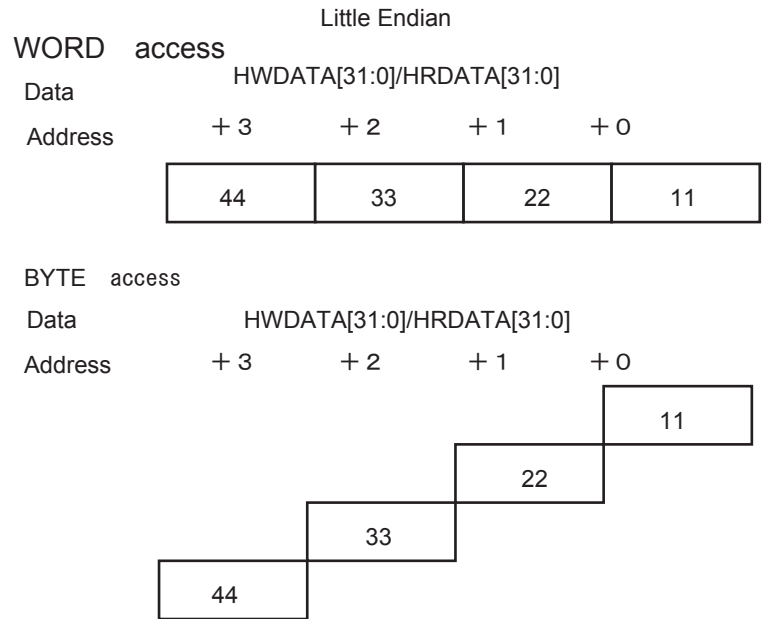 Little Endian
WORD access
Data HWDATA[31:0]/HRDATA[31:0]
Address +3 +2 +1 +0
44 33 22 11
BYTE access
Data HWDATA[31:0]/HRDATA[31:0]
Address +3 +2 +1 +0
11
22
33
44